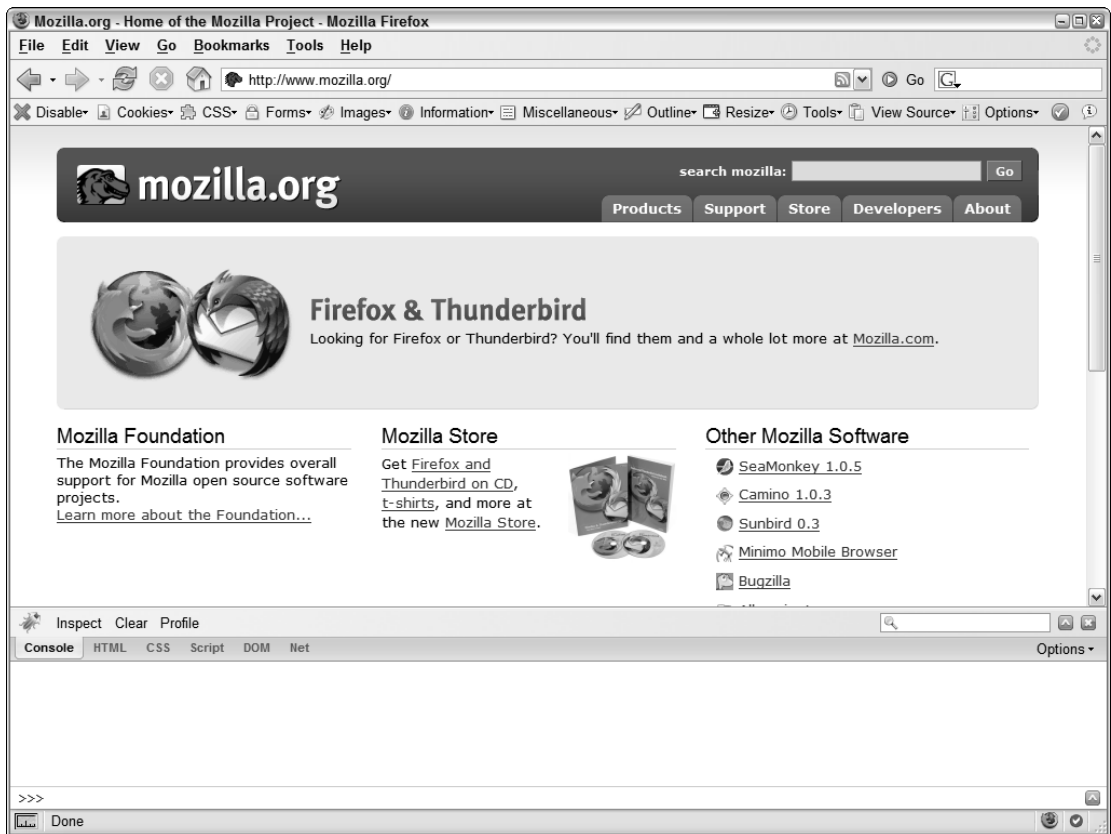 Mozilla.org - Home of the Mozilla Project - Mozilla Firefox
File Edit View Go Bookmarks Tools Help
http://www.mozilla.org/ Go G
Disable Cookies CSS Forms Images Information Miscellaneous Outline Resize Tools View Source Options
mozilla.org
search mozilla: Go
Products Support Store Developers About
Firefox & Thunderbird
Looking for Firefox or Thunderbird? You'll find them and a whole lot more at Mozilla.com.
Mozilla Foundation
The Mozilla Foundation provides overall
support for Mozilla open source software
projects.
Learn more about the Foundation...
Mozilla Store
Get Firefox and
Thunderbird on CD,
t-shirts, and more at
the new Mozilla Store.
Other Mozilla Software
SeaMonkey 1.0.5
Camino 1.0.3
Sunbird 0.3
Minimo Mobile Browser
Bugzilla
Inspect Clear Profile
Console HTML CSS Script DOM Net Options
>>>
Done